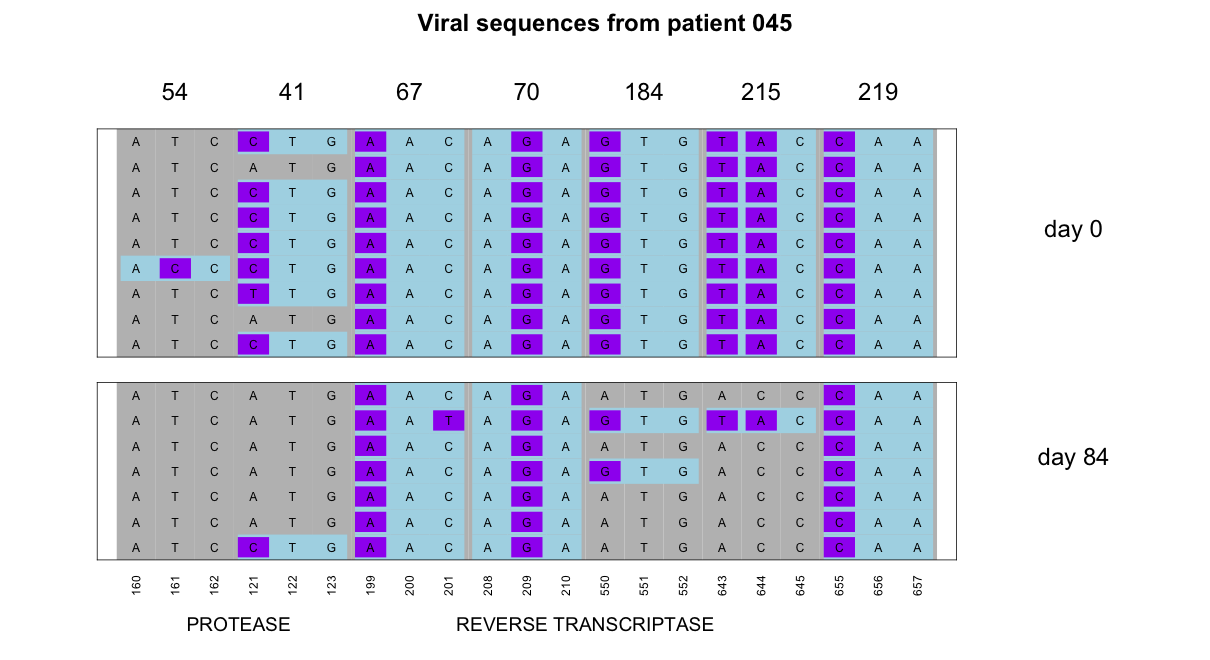 Viral sequences from patient 045
54 41 67 70 184 215 219
A T C C T G A A C A G A G T G T A C C A A
A T C A T G A A C A G A G T G T A C C A A
A T C C T G A A C A G A G T G T A C C A A
A T C C T G A A C A G A G T G T A C C A A
day 0
A T C C T G A A C A G A G T G T A C C A A
A C C C T G A A C A G A G T G T A C C A A
A T C T T G A A C A G A G T G T A C C A A
A T C A T G A A C A G A G T G T A C C A A
A T C C T G A A C A G A G T G T A C C A A
A T C A T G A A C A G A A T G A C C C A A
A T C A T G A A T A G A G T G T A C C A A
A T C A T G A A C A G A A T G A C C C A A
day 84
A T C A T G A A C A G A G T G A C C C A A
A T C A T G A A C A G A A T G A C C C A A
A T C A T G A A C A G A A T G A C C C A A
A T C C T G A A C A G A A T G A C C C A A
160 161 162 121 122 123 199 200 201 208 209 210 550 551 552 643 644 645 655 656 657
PROTEASE REVERSE TRANSCRIPTASE